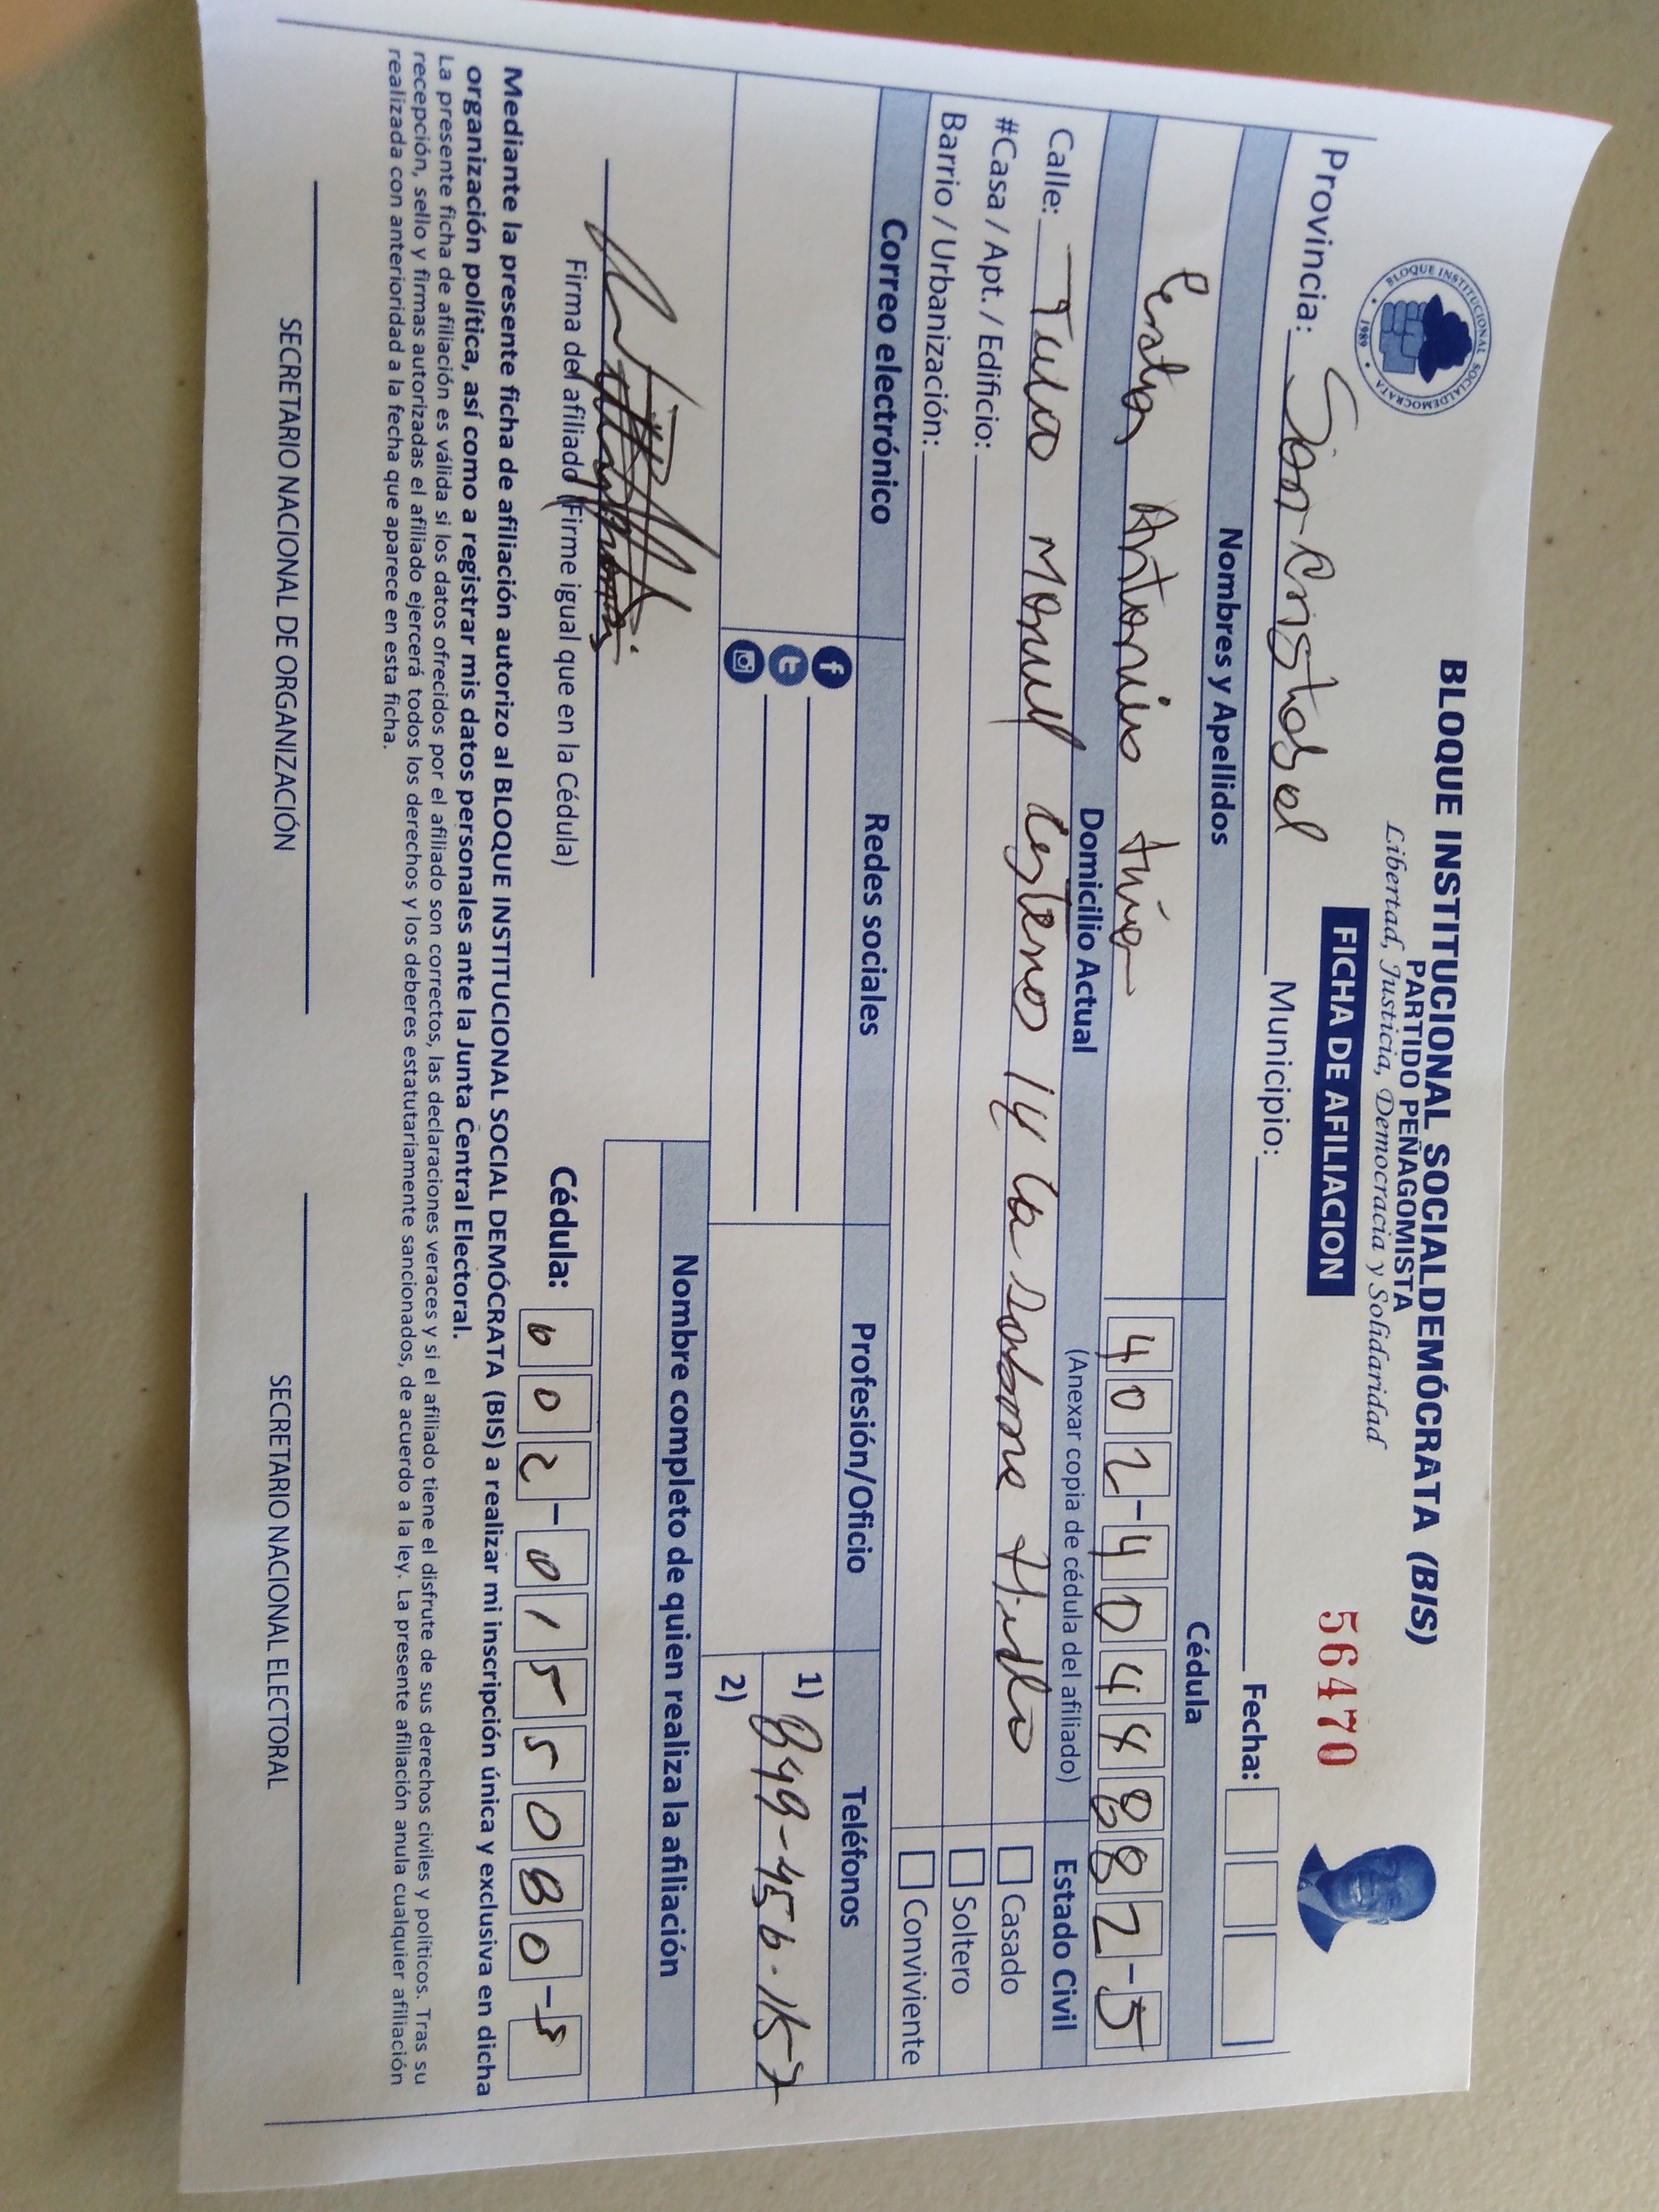 BLOQUE INSTITUCIONAL SOCIALDEMÓCRATA (BIS)
PARTIDO PEÑAGOMISTA
Libertad, Justicia, Democracia y Solidaridad
BLOQUE INSTITUCIONAL SOCIALDEMOCRATA
1989
FICHA DE AFILIACION
56470
Provincia: San Cristobal Municipio: Fecha:
Nombres y Apellidos Cédula
Antonio 402-4044882-5
Domicilio Actual (Anexar copia de cédula del afiliado) Estado Civil
Calle: Tulio Manuel 14 La Sabana
#Casa / Apt. / Edificio:
Barrio / Urbanización:
Casado
Soltero
Conviviente
Correo electrónico Redes sociales Profesión/Oficio Teléfonos
1) 849-456-1157
2)
Nombre completo de quien realiza la afiliación
Firma del afiliado (Firme igual que en la Cédula)
Cédula: 002-0155080-5
Mediante la presente ficha de afiliación autorizo al BLOQUE INSTITUCIONAL SOCIAL DEMÓCRATA (BIS) a realizar mi inscripción única y exclusiva en dicha
organización política, así como a registrar mis datos personales ante la Junta Central Electoral.
La presente ficha de afiliación es válida si los datos ofrecidos por el afiliado son correctos, las declaraciones veraces y si el afiliado tiene el disfrute de sus derechos civiles y políticos. Tras su
recepción, sello y firmas autorizadas el afiliado ejercerá todos los derechos y los deberes estatutariamente sancionados, de acuerdo a la ley. La presente afiliación anula cualquier afiliación
realizada con anterioridad a la fecha que aparece en esta ficha.
SECRETARIO NACIONAL DE ORGANIZACIÓN SECRETARIO NACIONAL ELECTORAL